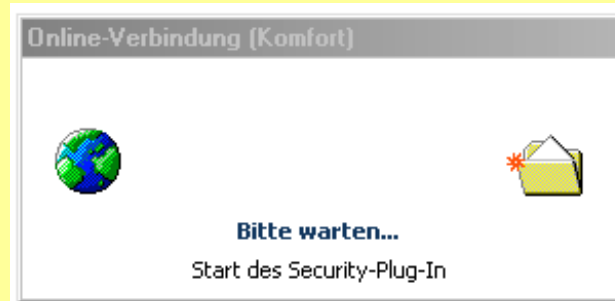 Online-Verbindung (Komfort)
Bitte warten...
Start des Security-Plug-In